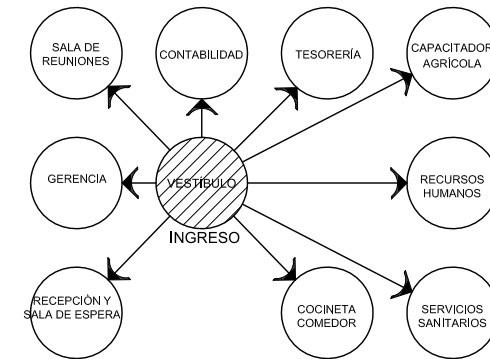 SALA DE
REUNIONES
CONTABILIDAD
TESORERÍA
CAPACITADOR
AGRÍCOLA
GERENCIA
VESTÍBULO
RECURSOS
HUMANOS
INGRESO
RECEPCIÓN Y
SALA DE ESPERA
COCINETA
COMEDOR
SERVICIOS
SANITARIOS